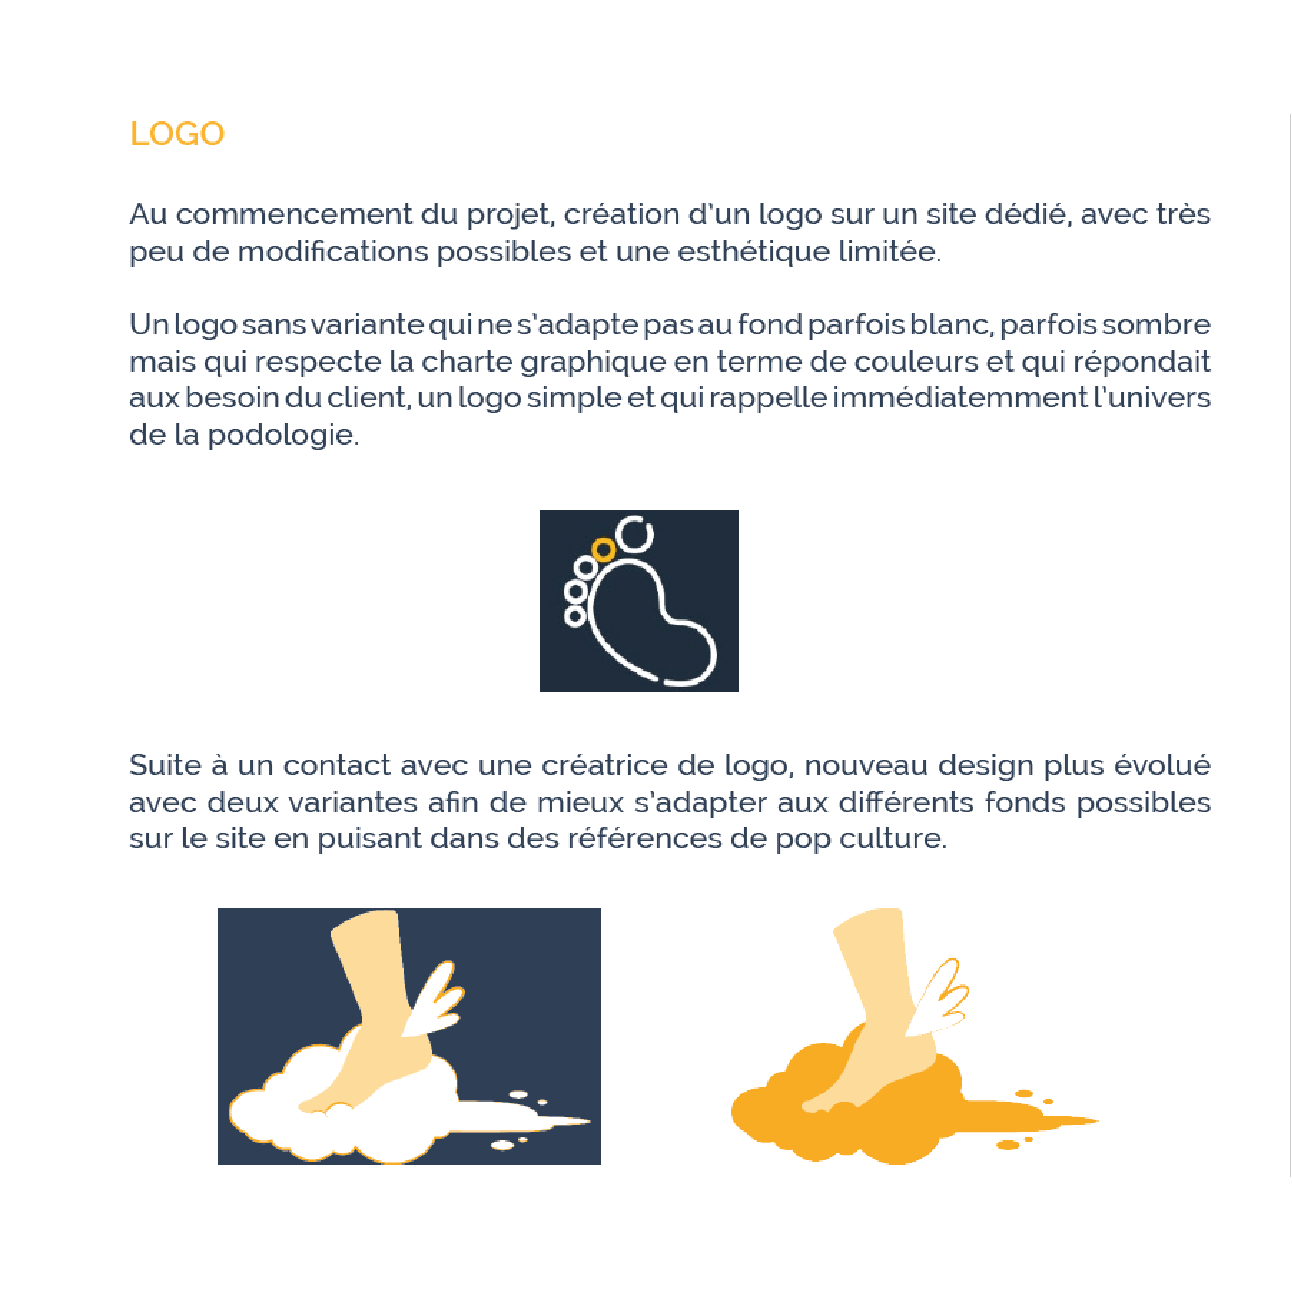 LOGO
Au commencement du projet, création d'un logo sur un site dédié, avec très
peu de modifications possibles et une esthétique limitée.
Un logo sans variante qui ne s'adapte pas au fond parfois blanc, parfois sombre
mais qui respecte la charte graphique en terme de couleurs et qui répondait
aux besoin du client, un logo simple et qui rappelle immédiatemment l'univers
de la podologie.
Suite à un contact avec une créatrice de logo, nouveau design plus évolué
avec deux variantes afin de mieux s'adapter aux différents fonds possibles
sur le site en puisant dans des références de pop culture.